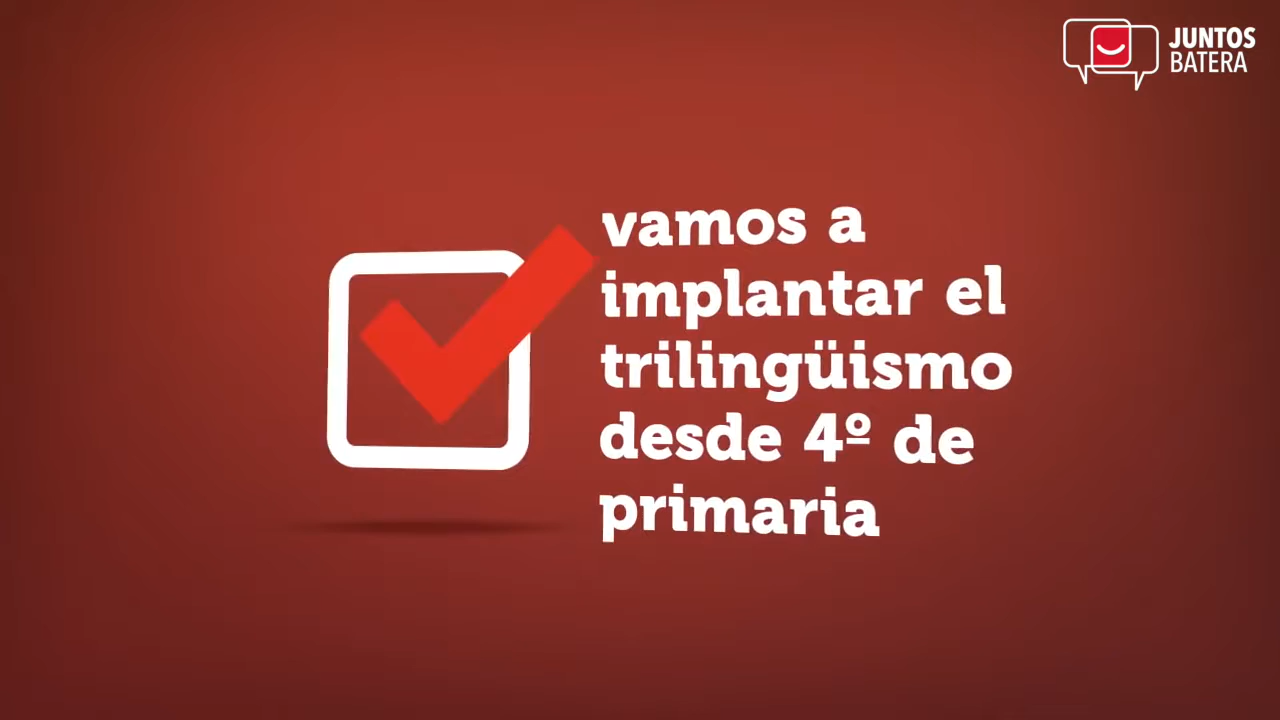 JUNTOS
BATERA
vamos a
implantar el
trilingüismo
desde 4º de
primaria